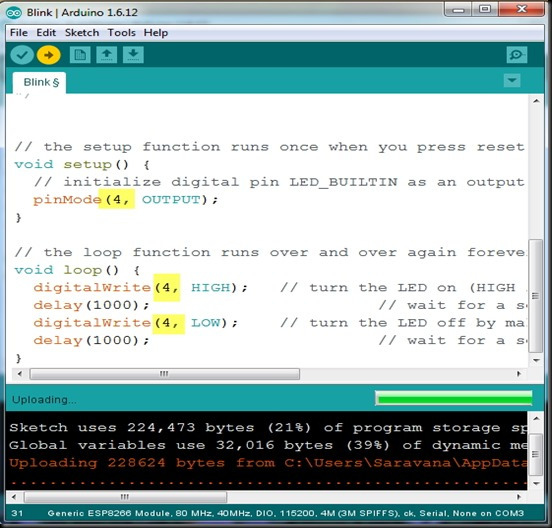 Blink | Arduino 1.6.12
File Edit Sketch Tools Help
Blink §
*/
// the setup function runs once when you press reset
void setup() {
// initialize digital pin LED_BUILTIN as an output
pinMode(4, OUTPUT);
}
// the loop function runs over and over again foreve
void loop() {
digitalWrite(4, HIGH); // turn the LED on (HIGH
delay(1000); // wait for a s
digitalWrite(4, LOW); // turn the LED off by ma
delay(1000); // wait for a s
}
Uploading...
Sketch uses 224,473 bytes (21%) of program storage sp
Global variables use 32,016 bytes (39%) of dynamic me
Uploading 228624 bytes from C:\Users\Saravana\AppData
................................................................
31 Generic ESP8266 Module, 80 MHz, 40MHz, DIO, 115200, 4M (3M SPIFFS), ck, Serial, None on COM3